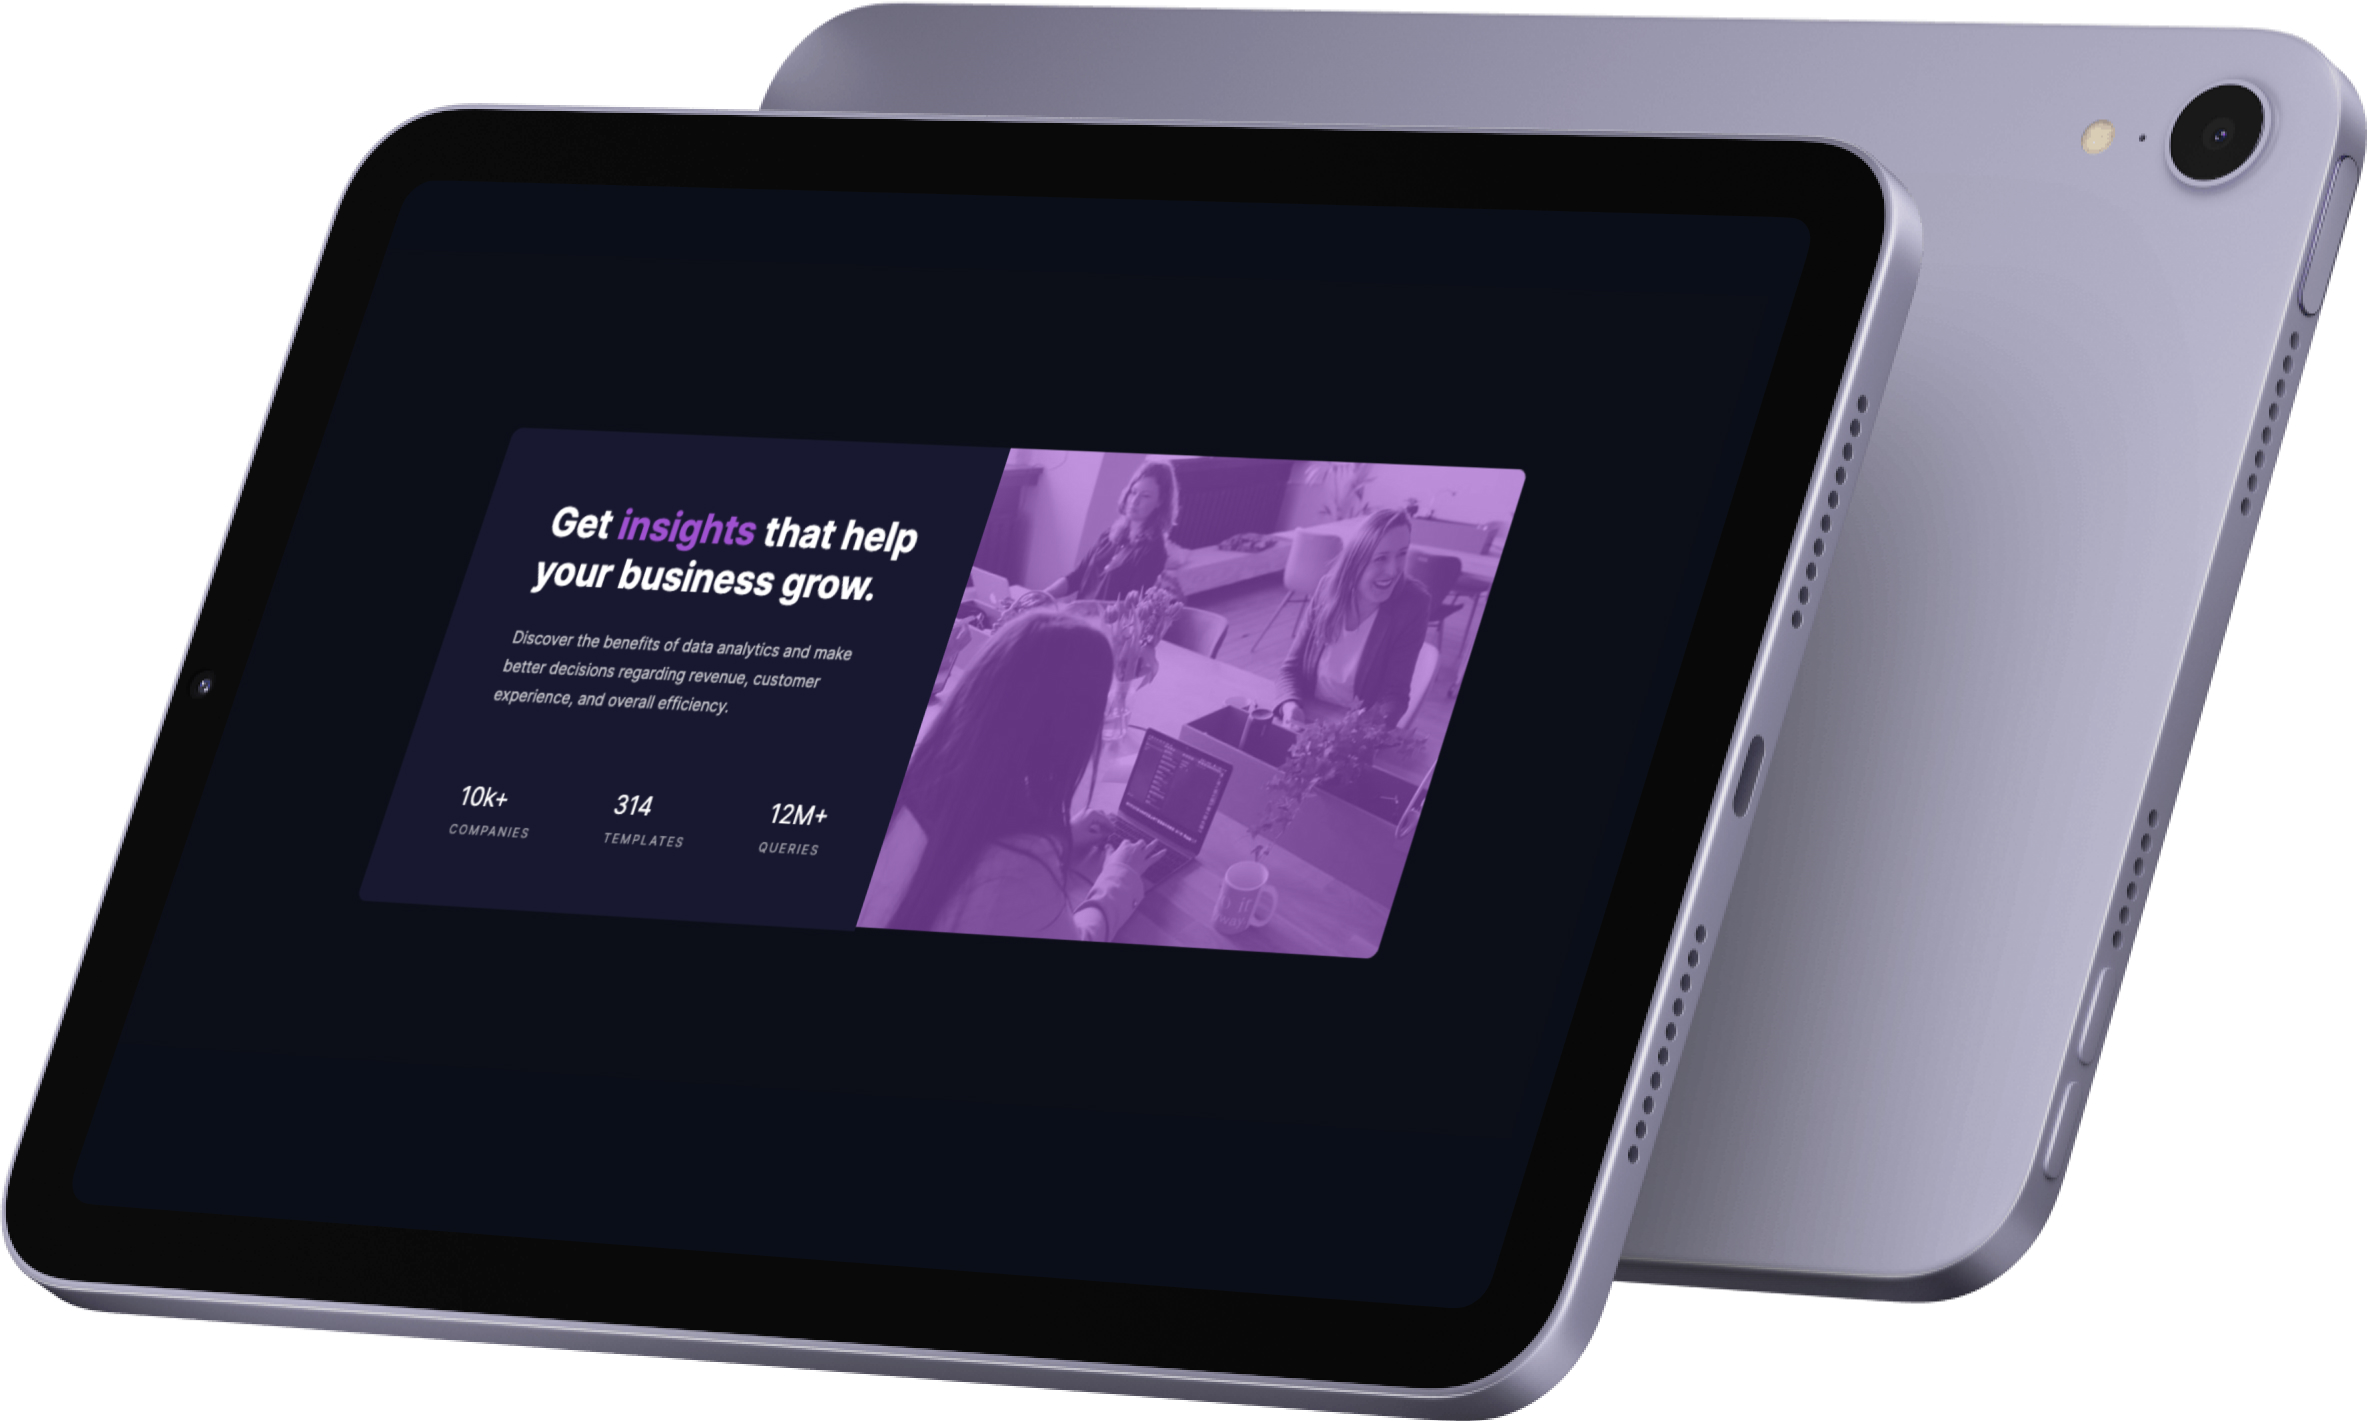 Get insights that help
your business grow.
Discover the benefits of data analytics and make
better decisions regarding revenue, customer
experience, and overall efficiency.
10k+
COMPANIES
314
TEMPLATES
12M+
QUERIES